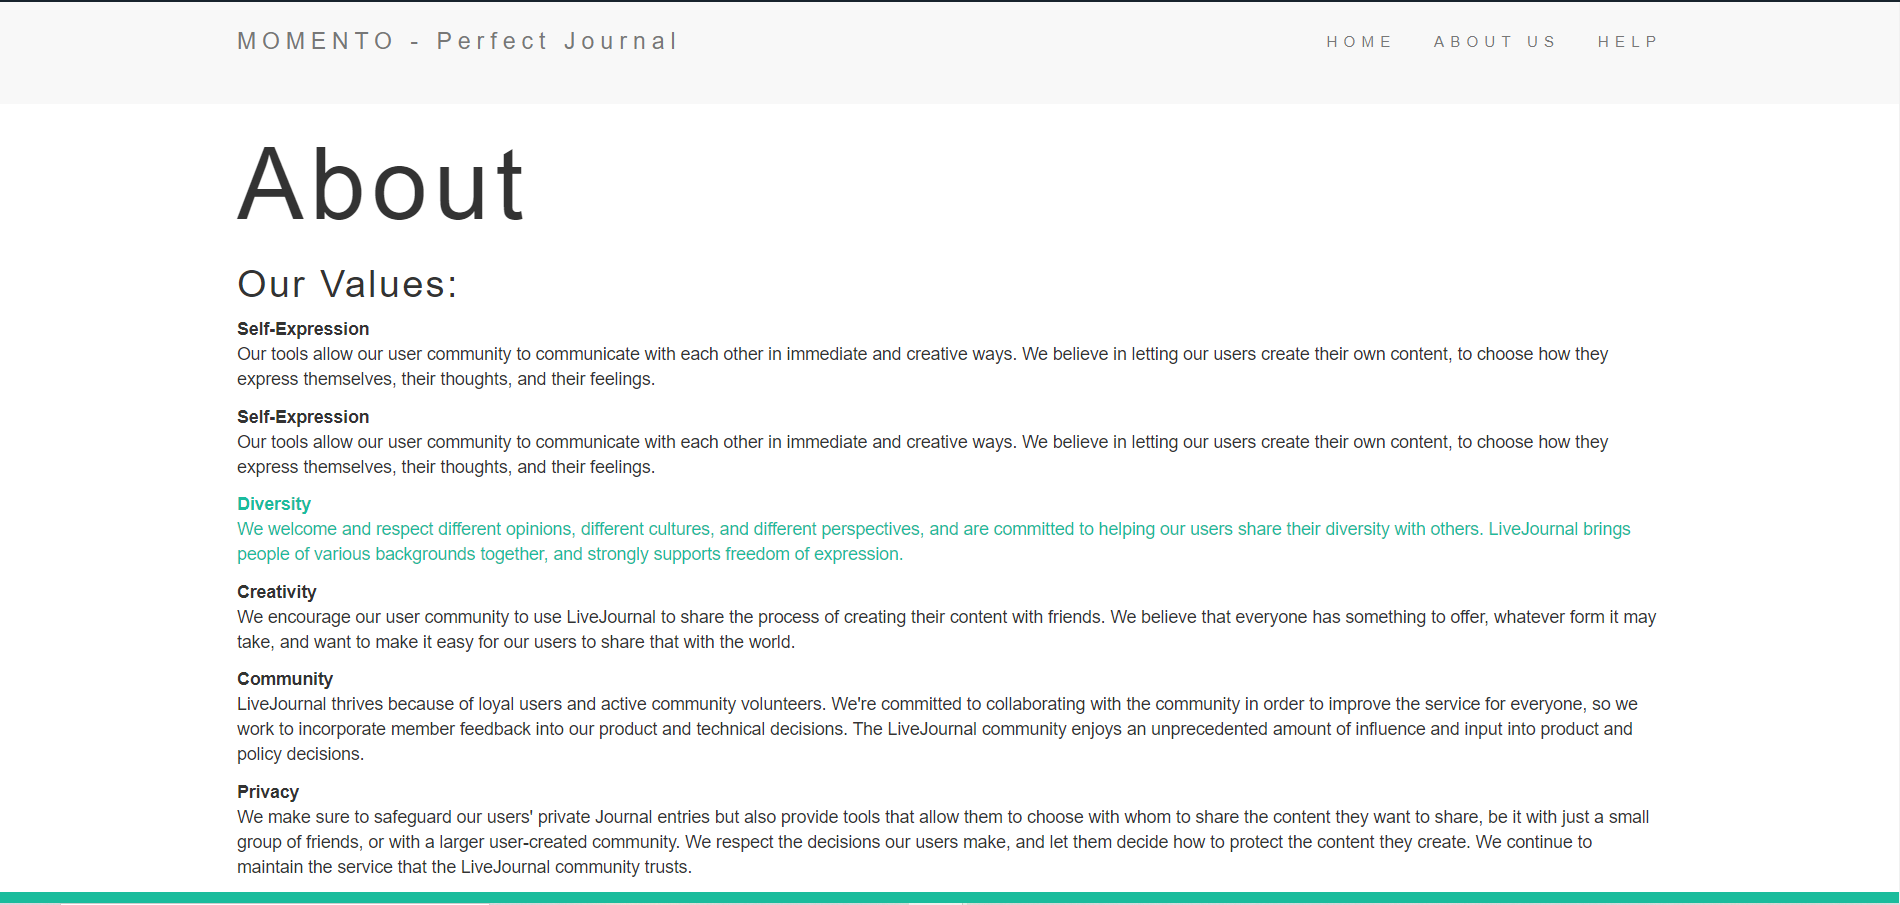 MOMENTO - Perfect Journal
HOME ABOUT US HELP
About
Our Values:
Self-Expression
Our tools allow our user community to communicate with each other in immediate and creative ways. We believe in letting our users create their own content, to choose how they
express themselves, their thoughts, and their feelings.
Self-Expression
Our tools allow our user community to communicate with each other in immediate and creative ways. We believe in letting our users create their own content, to choose how they
express themselves, their thoughts, and their feelings.
Diversity
We welcome and respect different opinions, different cultures, and different perspectives, and are committed to helping our users share their diversity with others. LiveJournal brings
people of various backgrounds together, and strongly supports freedom of expression.
Creativity
We encourage our user community to use LiveJournal to share the process of creating their content with friends. We believe that everyone has something to offer, whatever form it may
take, and want to make it easy for our users to share that with the world.
Community
LiveJournal thrives because of loyal users and active community volunteers. We're committed to collaborating with the community in order to improve the service for everyone, so we
work to incorporate member feedback into our product and technical decisions. The LiveJournal community enjoys an unprecedented amount of influence and input into product and
policy decisions.
Privacy
We make sure to safeguard our users' private Journal entries but also provide tools that allow them to choose with whom to share the content they want to share, be it with just a small
group of friends, or with a larger user-created community. We respect the decisions our users make, and let them decide how to protect the content they create. We continue to
maintain the service that the LiveJournal community trusts.